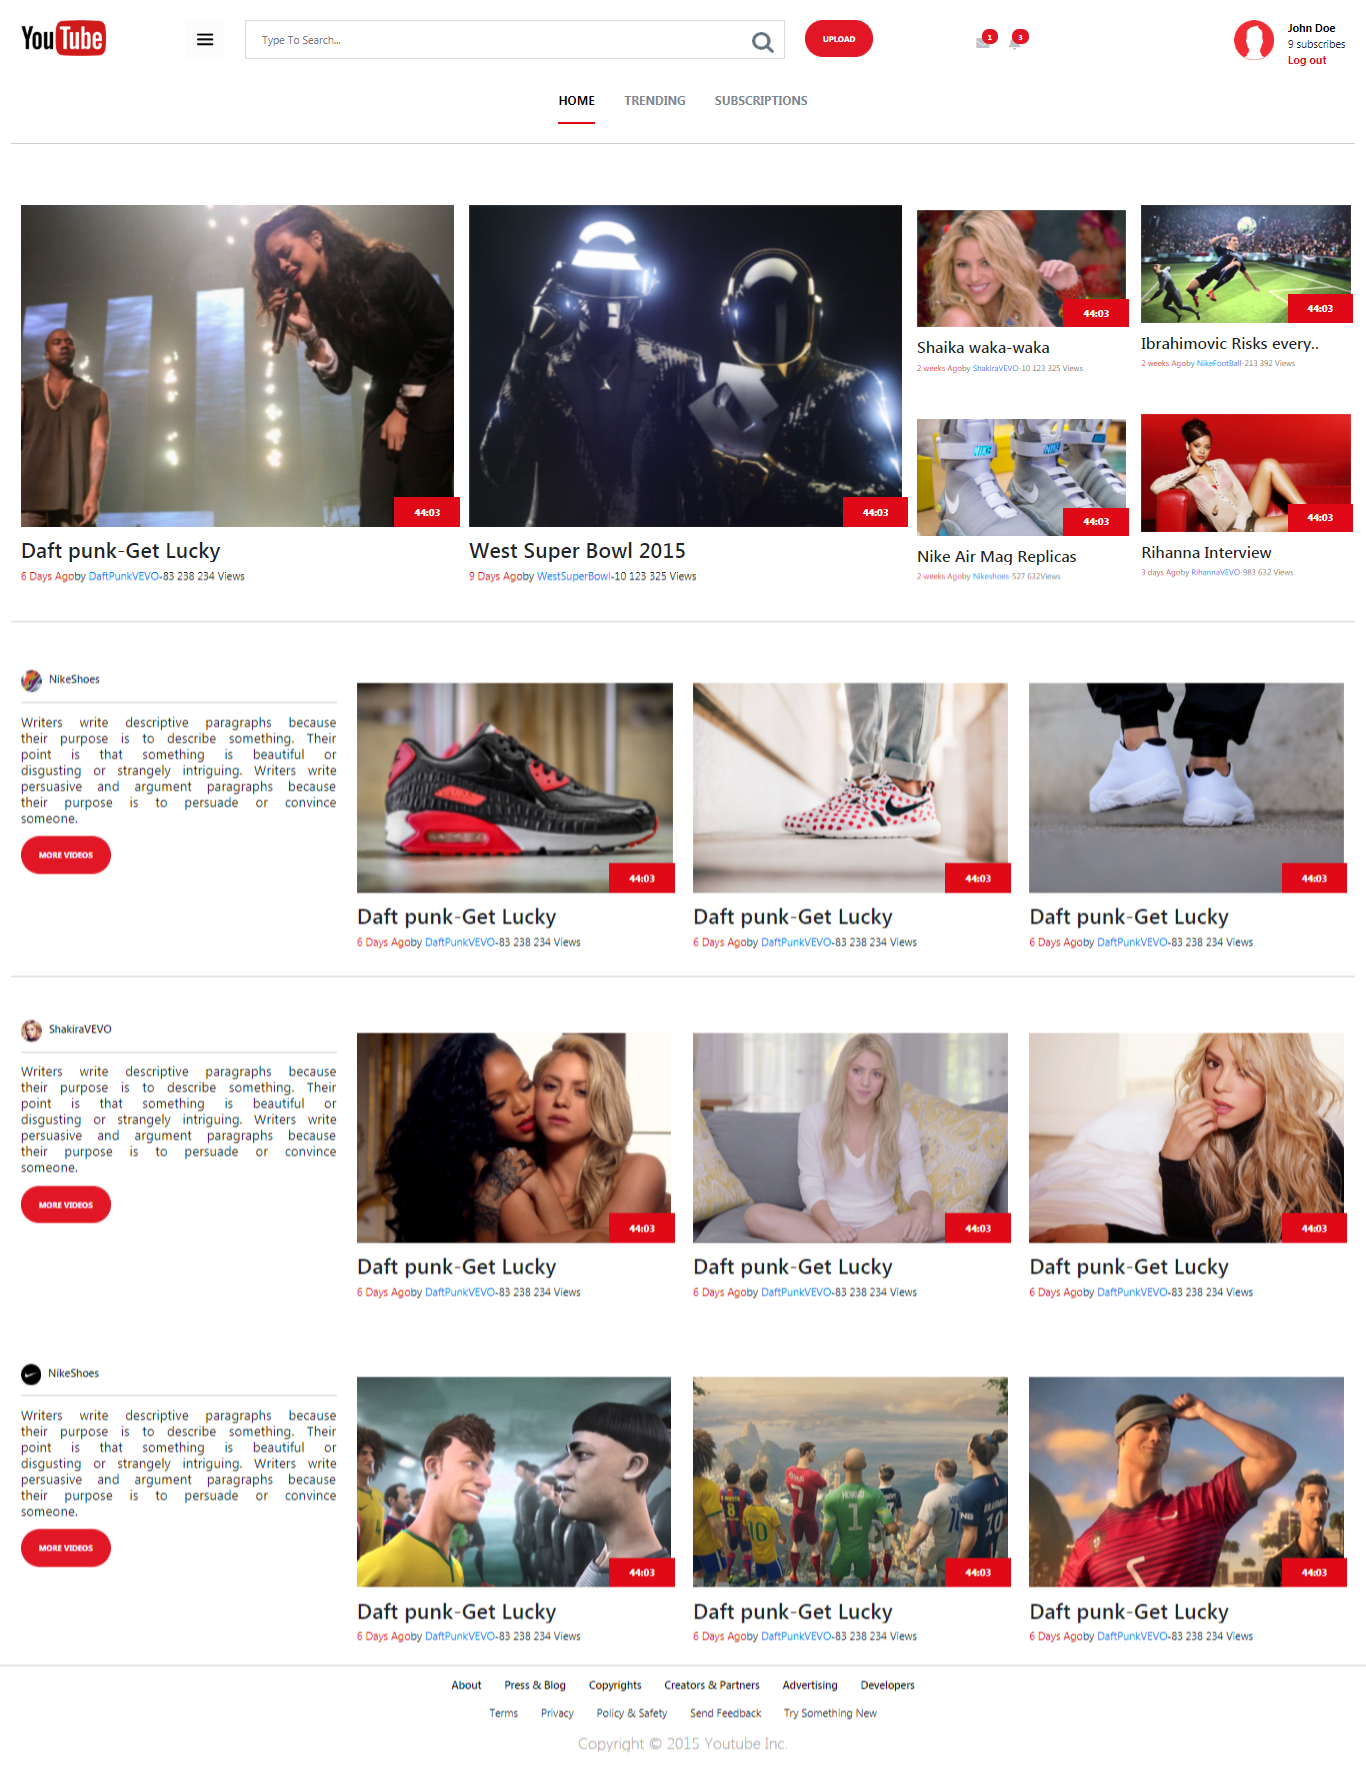 YouTube
Type To Search...
UPLOAD
1
3
John Doe
9 subscribes
Log out
HOME TRENDING SUBSCRIPTIONS
44:03
Daft punk-Get Lucky
6 Days Agoby DaftPunkVEVO-83 238 234 Views
44:03
West Super Bowl 2015
9 Days Agoby WestSuperBowl-10 123 325 Views
44:03
Shaika waka-waka
2 weeks Agoby ShakiraVEVO-10 123 325 Views
44:03
Ibrahimovic Risks every..
2 weeks Agoby NikeFootBall-213 392 Views
NIKE
NIKE
NIKE
44:03
Nike Air Mag Replicas
2 weeks Agoby Nikeshoes-527 632Views
44:03
Rihanna Interview
3 days Agoby RihannaVEVO-983 632 Views
NikeShoes
Writers write descriptive paragraphs because
their purpose is to describe something. Their
point is that something is beautiful or
disgusting or strangely intriguing. Writers write
persuasive and argument paragraphs because
their purpose is to persuade or convince
someone.
MORE VIDEOS
44:03
Daft punk-Get Lucky
6 Days Agoby DaftPunkVEVO-83 238 234 Views
44:03
Daft punk-Get Lucky
6 Days Agoby DaftPunkVEVO-83 238 234 Views
44:03
Daft punk-Get Lucky
6 Days Agoby DaftPunkVEVO-83 238 234 Views
ShakiraVEVO
Writers write descriptive paragraphs because
their purpose is to describe something. Their
point is that something is beautiful or
disgusting or strangely intriguing. Writers write
persuasive and argument paragraphs because
their purpose is to persuade or convince
someone.
MORE VIDEOS
44:03
Daft punk-Get Lucky
6 Days Agoby DaftPunkVEVO-83 238 234 Views
44:03
Daft punk-Get Lucky
6 Days Agoby DaftPunkVEVO-83 238 234 Views
44:03
Daft punk-Get Lucky
6 Days Agoby DaftPunkVEVO-83 238 234 Views
NikeShoes
Writers write descriptive paragraphs because
their purpose is to describe something. Their
point is that something is beautiful or
disgusting or strangely intriguing. Writers write
persuasive and argument paragraphs because
their purpose is to persuade or convince
someone.
MORE VIDEOS
44:03
Daft punk-Get Lucky
6 Days Agoby DaftPunkVEVO-83 238 234 Views
8
10
7
1
10
44:03
Daft punk-Get Lucky
6 Days Agoby DaftPunkVEVO-83 238 234 Views
44:03
Daft punk-Get Lucky
6 Days Agoby DaftPunkVEVO-83 238 234 Views
About Press & Blog Copyrights Creators & Partners Advertising Developers
Terms Privacy Policy & Safety Send Feedback Try Something New
Copyright © 2015 Youtube Inc.